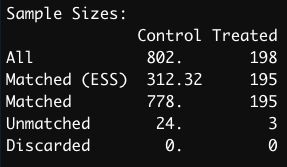 Sample Sizes:
Control Treated
All 802. 198
Matched (ESS) 312.32 195
Matched 778. 195
Unmatched 24. 3
Discarded 0. 0